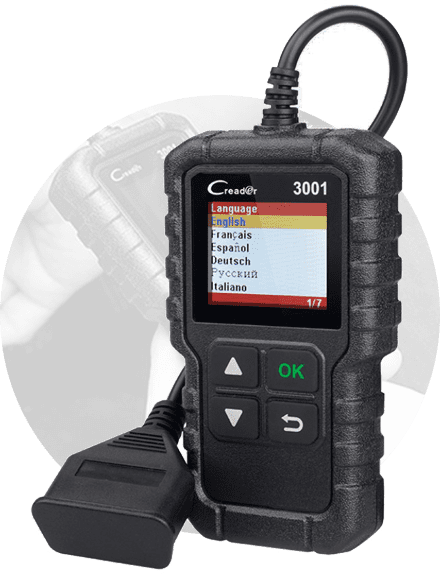 Creader 3001
Language
English
Français
Español
Deutsch
Русский
Italiano
1/7
OK